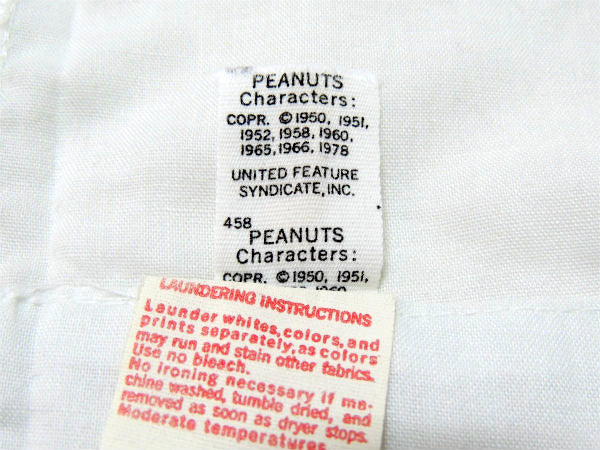 PEANUTS
Characters:
COPR. ©1950, 1951,
1952, 1958, 1960,
1965, 1966, 1978
UNITED FEATURE
SYNDICATE, INC.
458
PEANUTS
Characters:
COPR. ©1950, 1951,
1960
LAUNDERING INSTRUCTIONS
Launder whites, colors, and
prints separately, as colors
may run and stain other fabrics.
Use no bleach.
No ironing necessary if ma-
chine washed, tumble dried, and
removed as soon as dryer stops.
Moderate temperatures